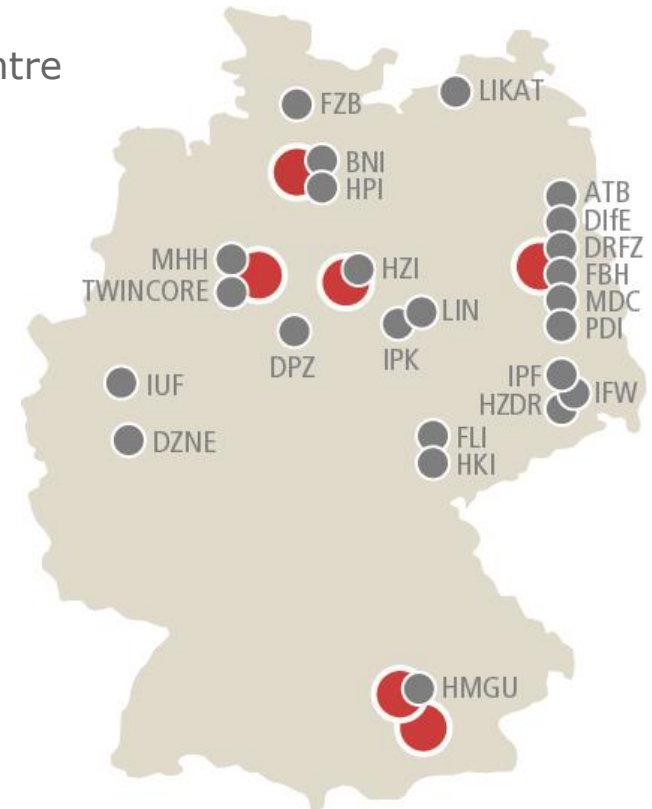 ntre
LIKAT
FZB
BNI
HPI
ATB
DIfE
DRFZ
FBH
MDC
PDI
MHH
TWINCORE
HZI
LIN
IPK
DPZ
IPF
IFW
HZDR
IUF
DZNE
FLI
HKI
HMGU